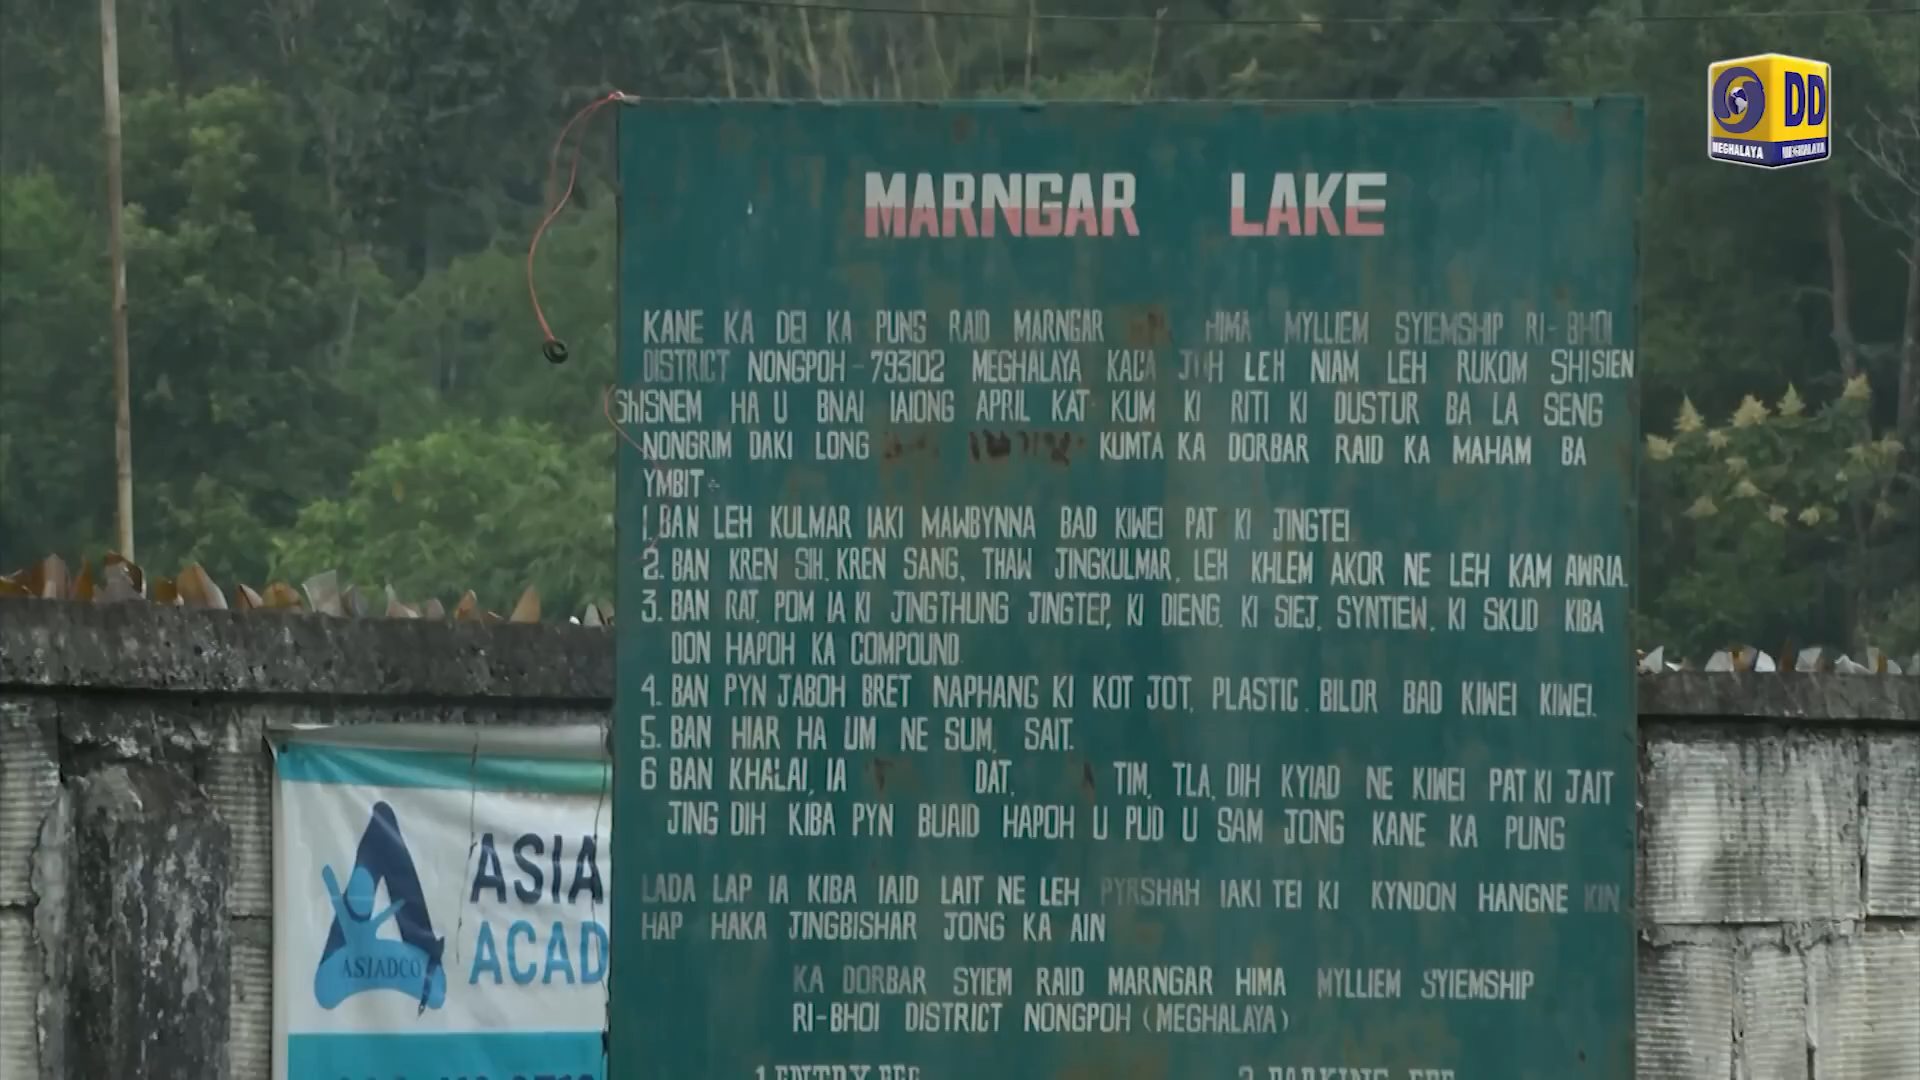 DD
MEGHALAYA MEGHALAYA
MARNGAR LAKE
KANE KA DEI KA PUNG RAID MARNGAR HIMA MYLLIEM SYIEMSHIP RI-BHOI
DISTRICT NONGPOH-793102 MEGHALAYA LEH NIAM LEH RUKOM SHISIEN
ShISNEM HA U BNAI IAIONG APRIL KAT KUM KI RITI KI DUSTUR BA LA SENG
NONGRIM DAKI LONG KUMTA KA DORBAR RAID KA MAHAM BA
YMBIT
1. BAN LEH KULMAR IAKI MAWBYNNA BAD KIWEI PAT KI JINGTEI
2. BAN KREN SIH, KREN SANG, THAW JINGKULMAR, LEH KHLEM AKOR NE LEH KAM AWRIA.
3. BAN RAT, POM IA KI JINGTHUNG JINGTEP, KI DIENG, KI SIEJ, SYNTIEW, KI SKUD KIBA
DON HAPOH KA COMPOUND.
4. BAN PYN JABOH BRET NAPHANG KI KOT JOT, PLASTIC, BILOR BAD KIWEI KIWEI.
5. BAN HIAR HA UM NE SUM, SAIT.
6 BAN KHALAI, IA DAT, TIM, TLA, DIH KYIAD NE KIWEI PAT KI JAIT
JING DIH KIBA PYN BUAID HAPOH U PUD U SAM JONG KANE KA PUNG
LADA LAP IA KIBA IAID LAIT NE LEH PYRSHAH IAKI TEI KI KYNDON HANGNE KIN
HAP HAKA JINGBISHAR JONG KA AIN
KA DORBAR SYIEM RAID MARNGAR HIMA MYLLIEM SYIEMSHIP
RI-BHOI DISTRICT NONGPOH (MEGHALAYA)
1 ENTRY FEE 2 PARKING FEE
ASIA
ACAD
ASIADCO